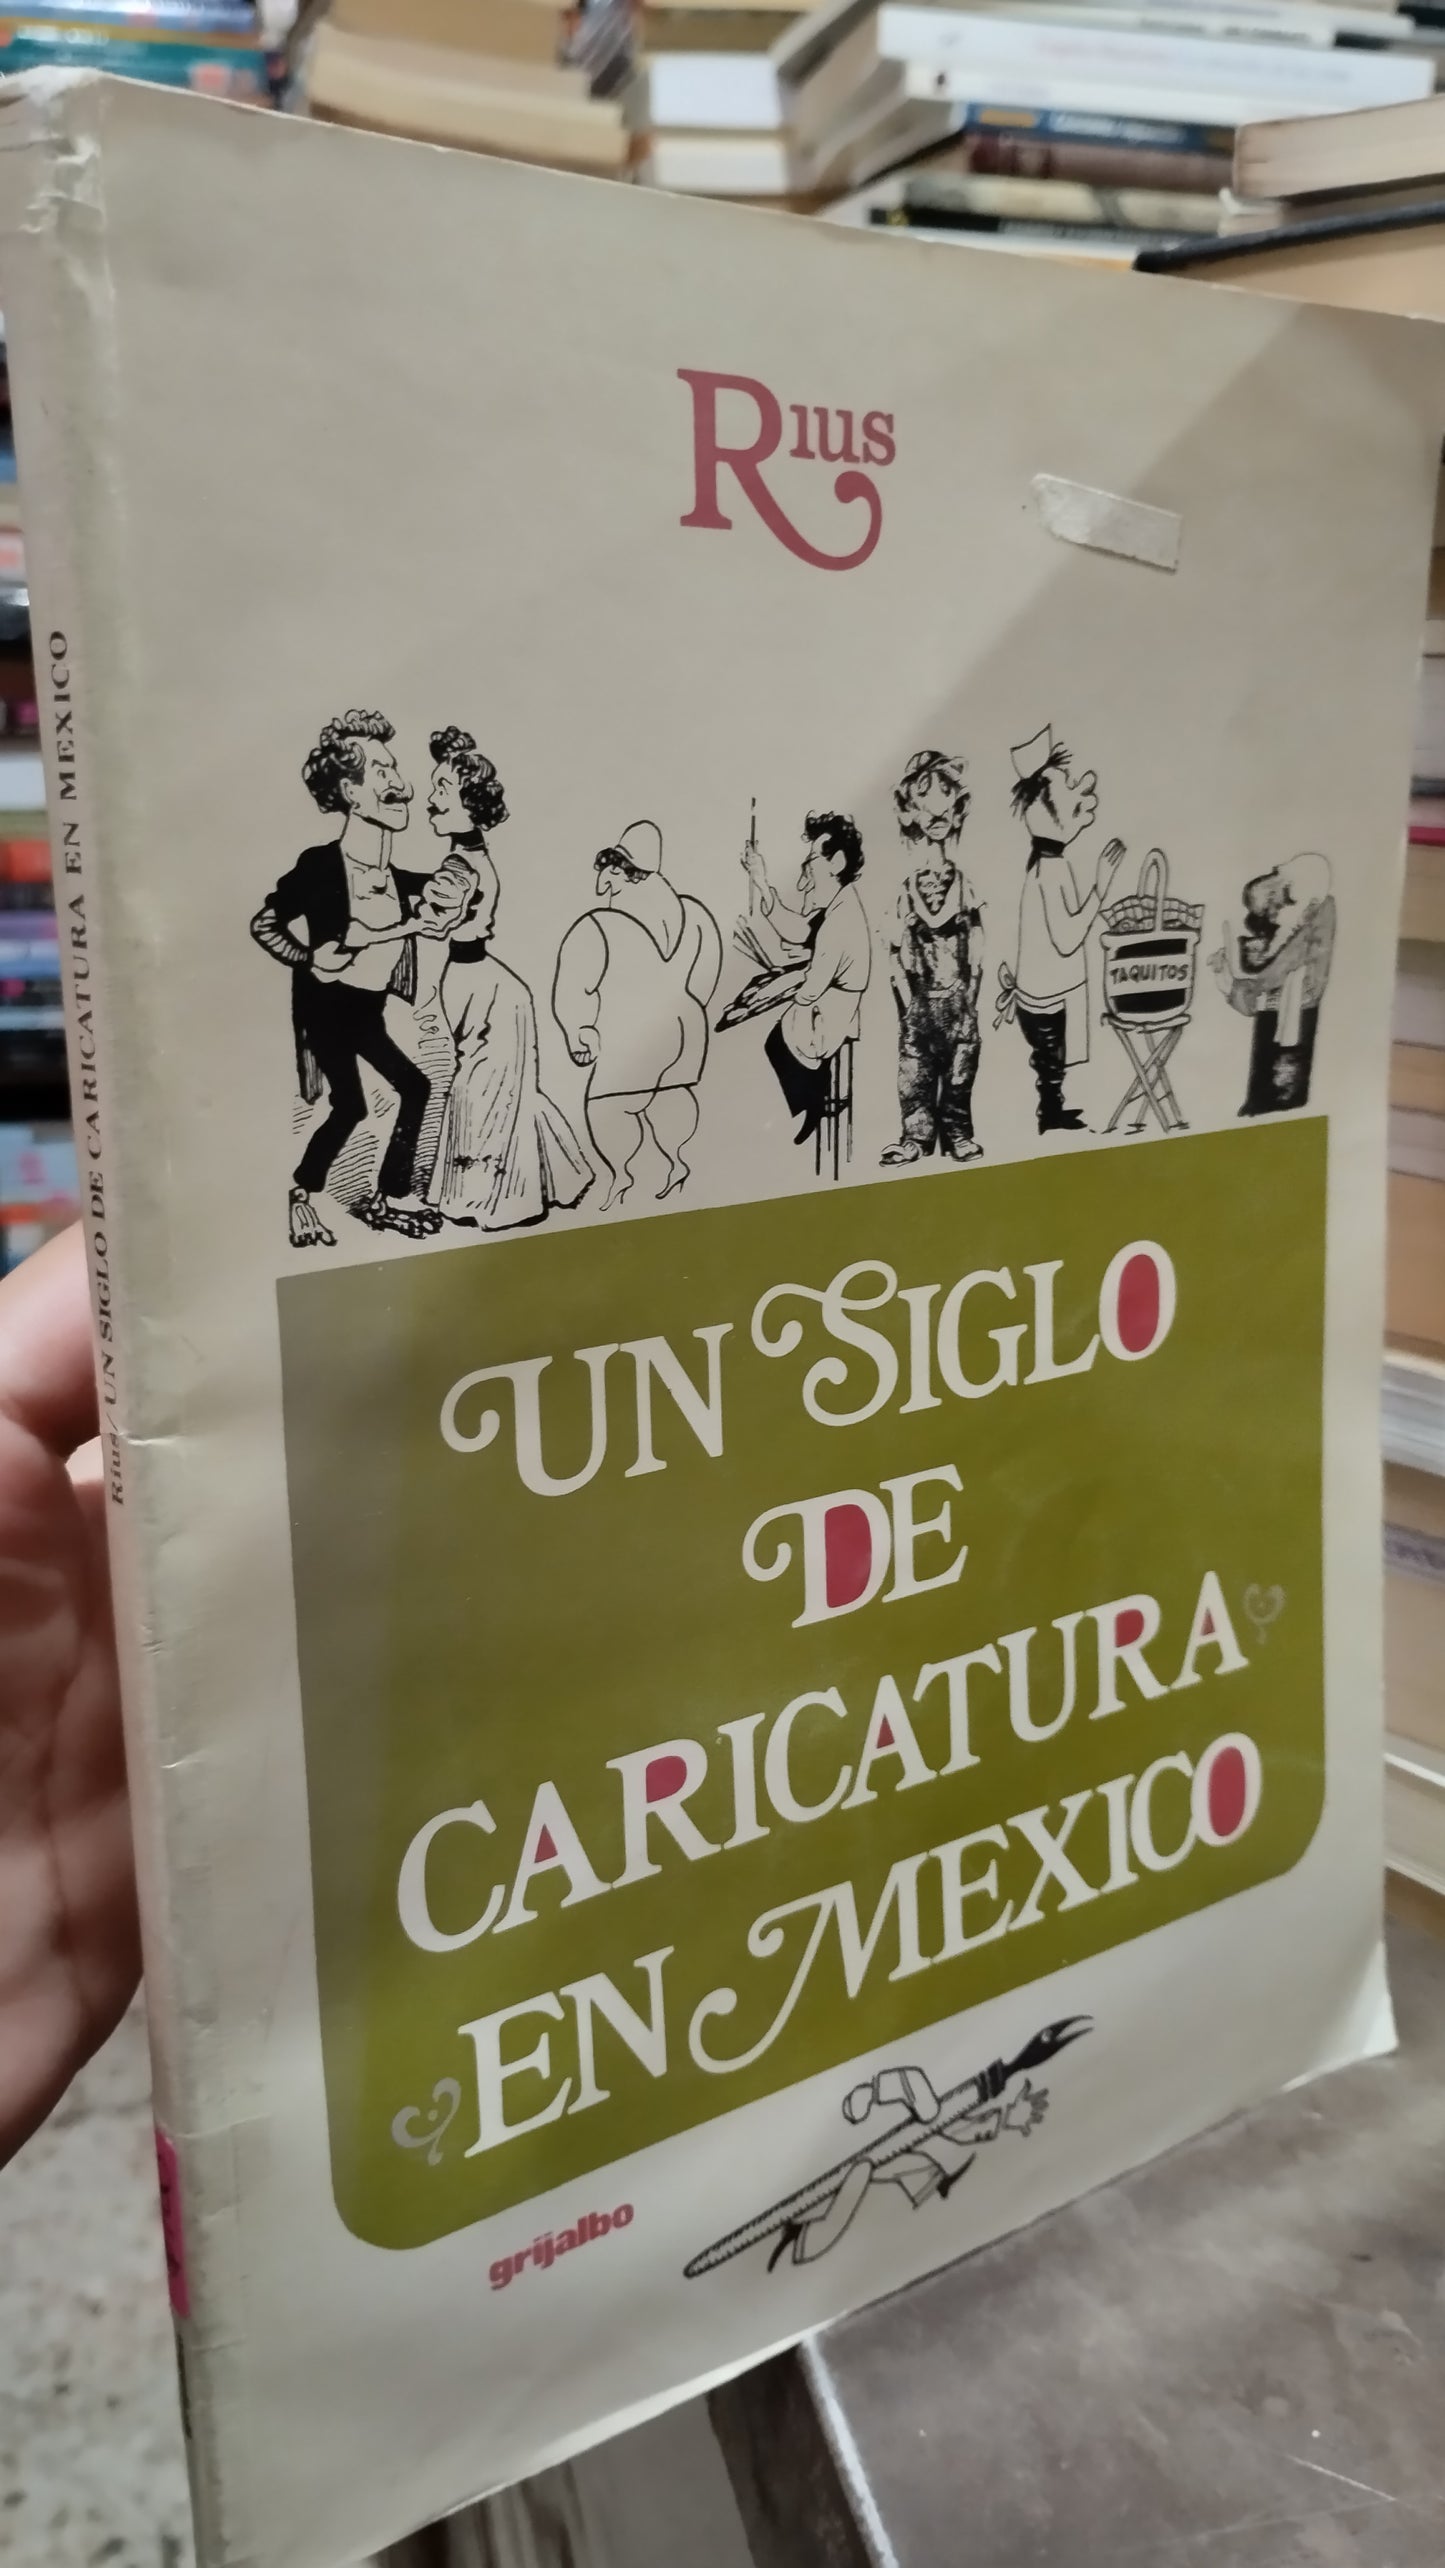 Rius
TAQUITOS
UN SIGLO
DE
CARICATURA
EN MEXICO
grijalbo
Rius / UN SIGLO DE CARICATURA EN MEXICO